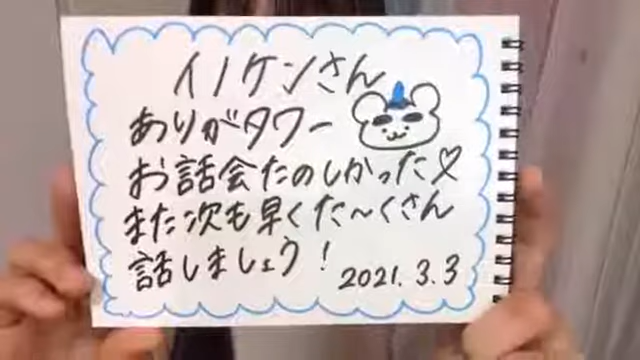 イノケンさん
ありがタワー
お話会たのしかった♡
また次も早くた〜くさん
話しましょう!
2021.3.3